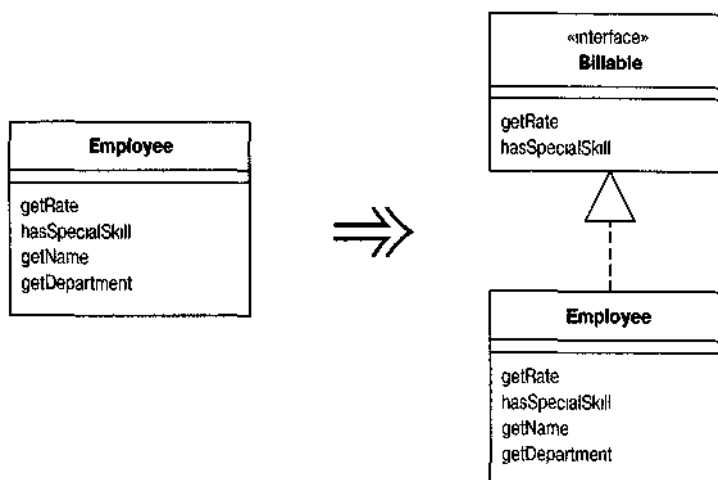 Employee
getRate
hasSpecialSkill
getName
getDepartment
«interface»
Billable
getRate
hasSpecialSkill
Employee
getRate
hasSpecialSkill
getName
getDepartment